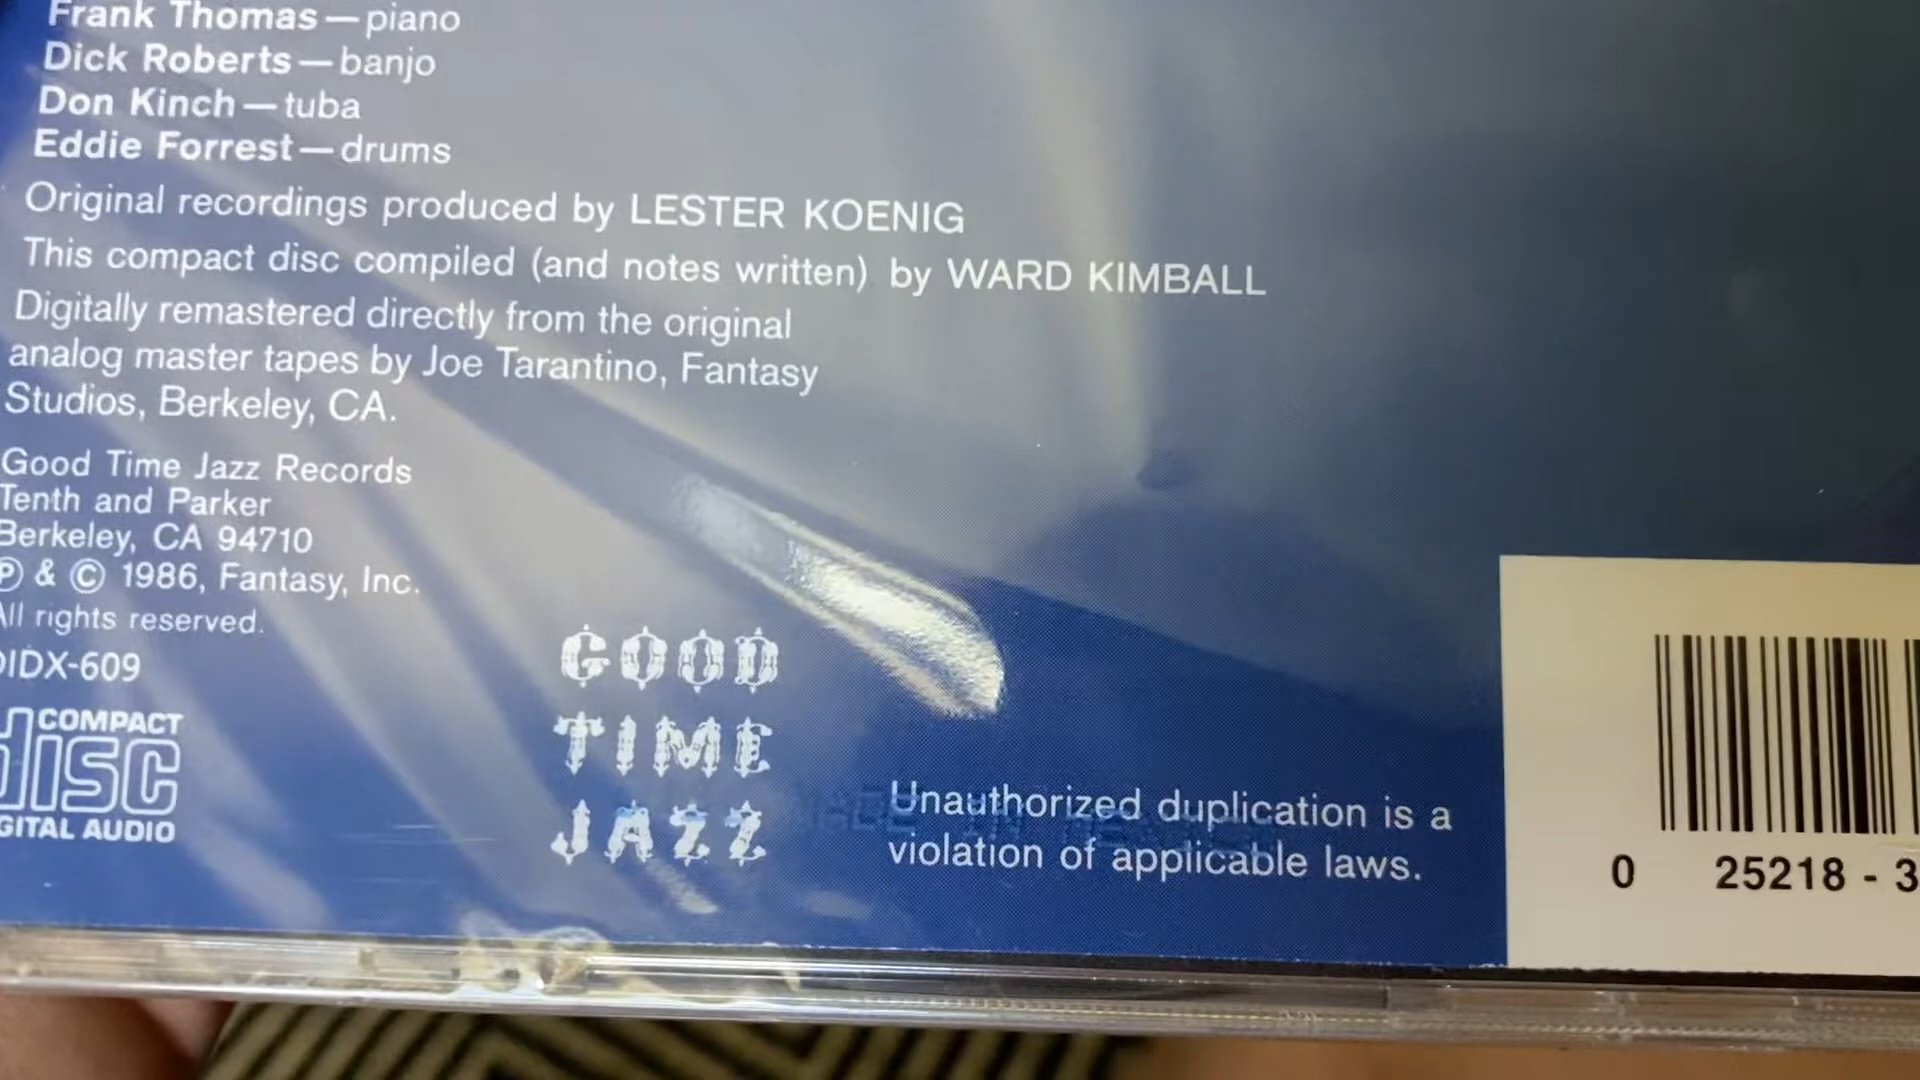 Frank Thomas — piano
Dick Roberts — banjo
Don Kinch — tuba
Eddie Forrest — drums
Original recordings produced by LESTER KOENIG
This compact disc compiled (and notes written) by WARD KIMBALL
Digitally remastered directly from the original
analog master tapes by Joe Tarantino, Fantasy
Studios, Berkeley, CA.
Good Time Jazz Records
Tenth and Parker
Berkeley, CA 94710
℗ & © 1986, Fantasy, Inc.
All rights reserved.
DIDX-609
COMPACT
disc
GITAL AUDIO
GOOD
TIME
JAZZ
Unauthorized duplication is a
violation of applicable laws.
0 25218 - 3